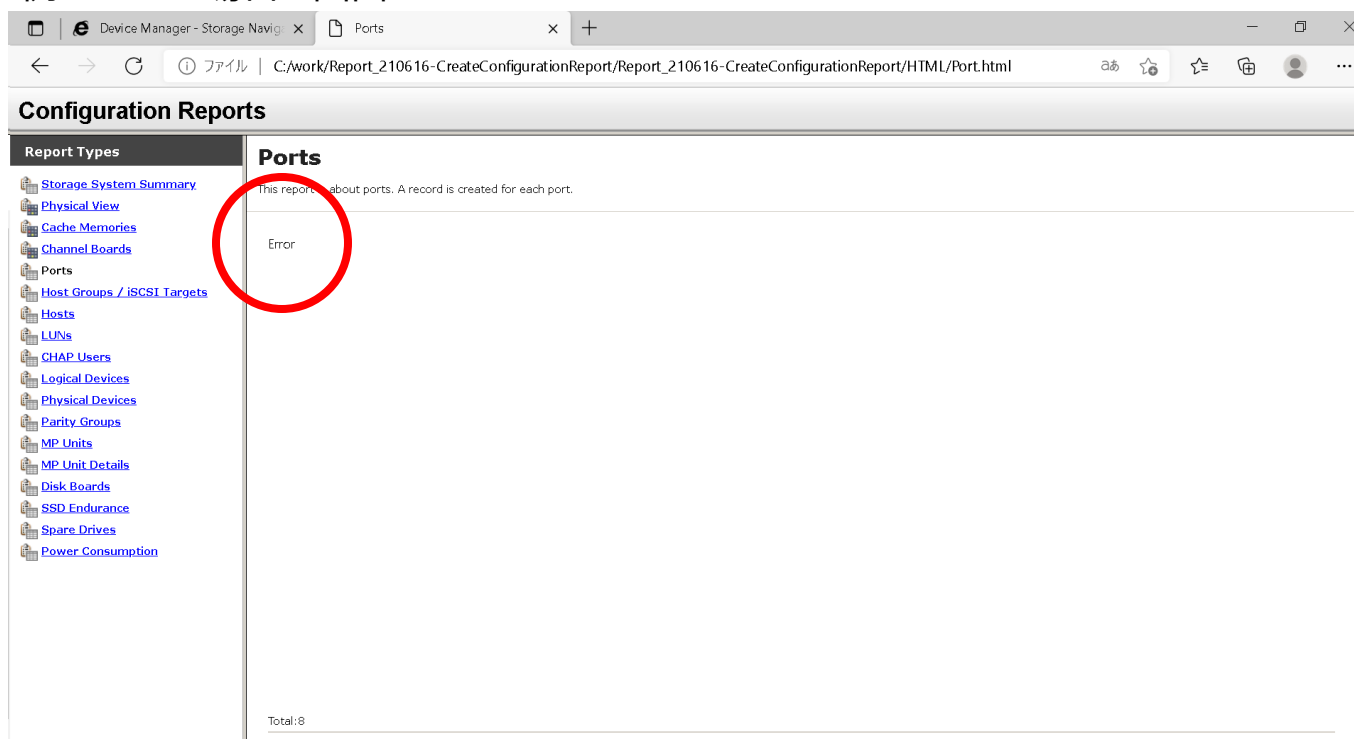 Device Manager - Storage Navig
Ports
ファイル | C:/work/Report_210616-CreateConfigurationReport/Report_210616-CreateConfigurationReport/HTML/Port.html
aあ
Configuration Reports
Report Types
Storage System Summary
Physical View
Cache Memories
Channel Boards
Ports
Host Groups / iSCSI Targets
Hosts
LUNs
CHAP Users
Logical Devices
Physical Devices
Parity Groups
MP Units
MP Unit Details
Disk Boards
SSD Endurance
Spare Drives
Power Consumption
Ports
This report about ports. A record is created for each port.
Error
Total:8